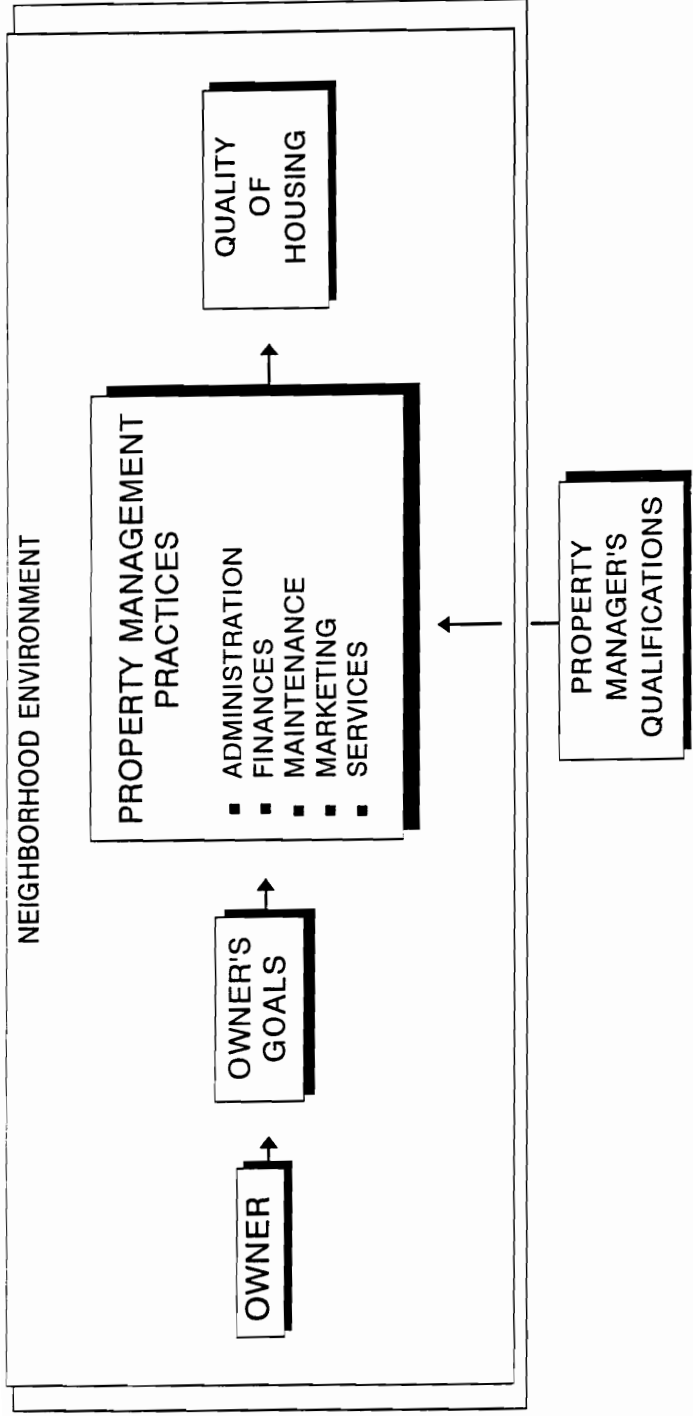 NEIGHBORHOOD ENVIRONMENT
OWNER
OWNER'S
GOALS
PROPERTY MANAGEMENT
PRACTICES
■ ADMINISTRATION
■ FINANCES
■ MAINTENANCE
■ MARKETING
■ SERVICES
QUALITY
OF
HOUSING
PROPERTY
MANAGER'S
QUALIFICATIONS